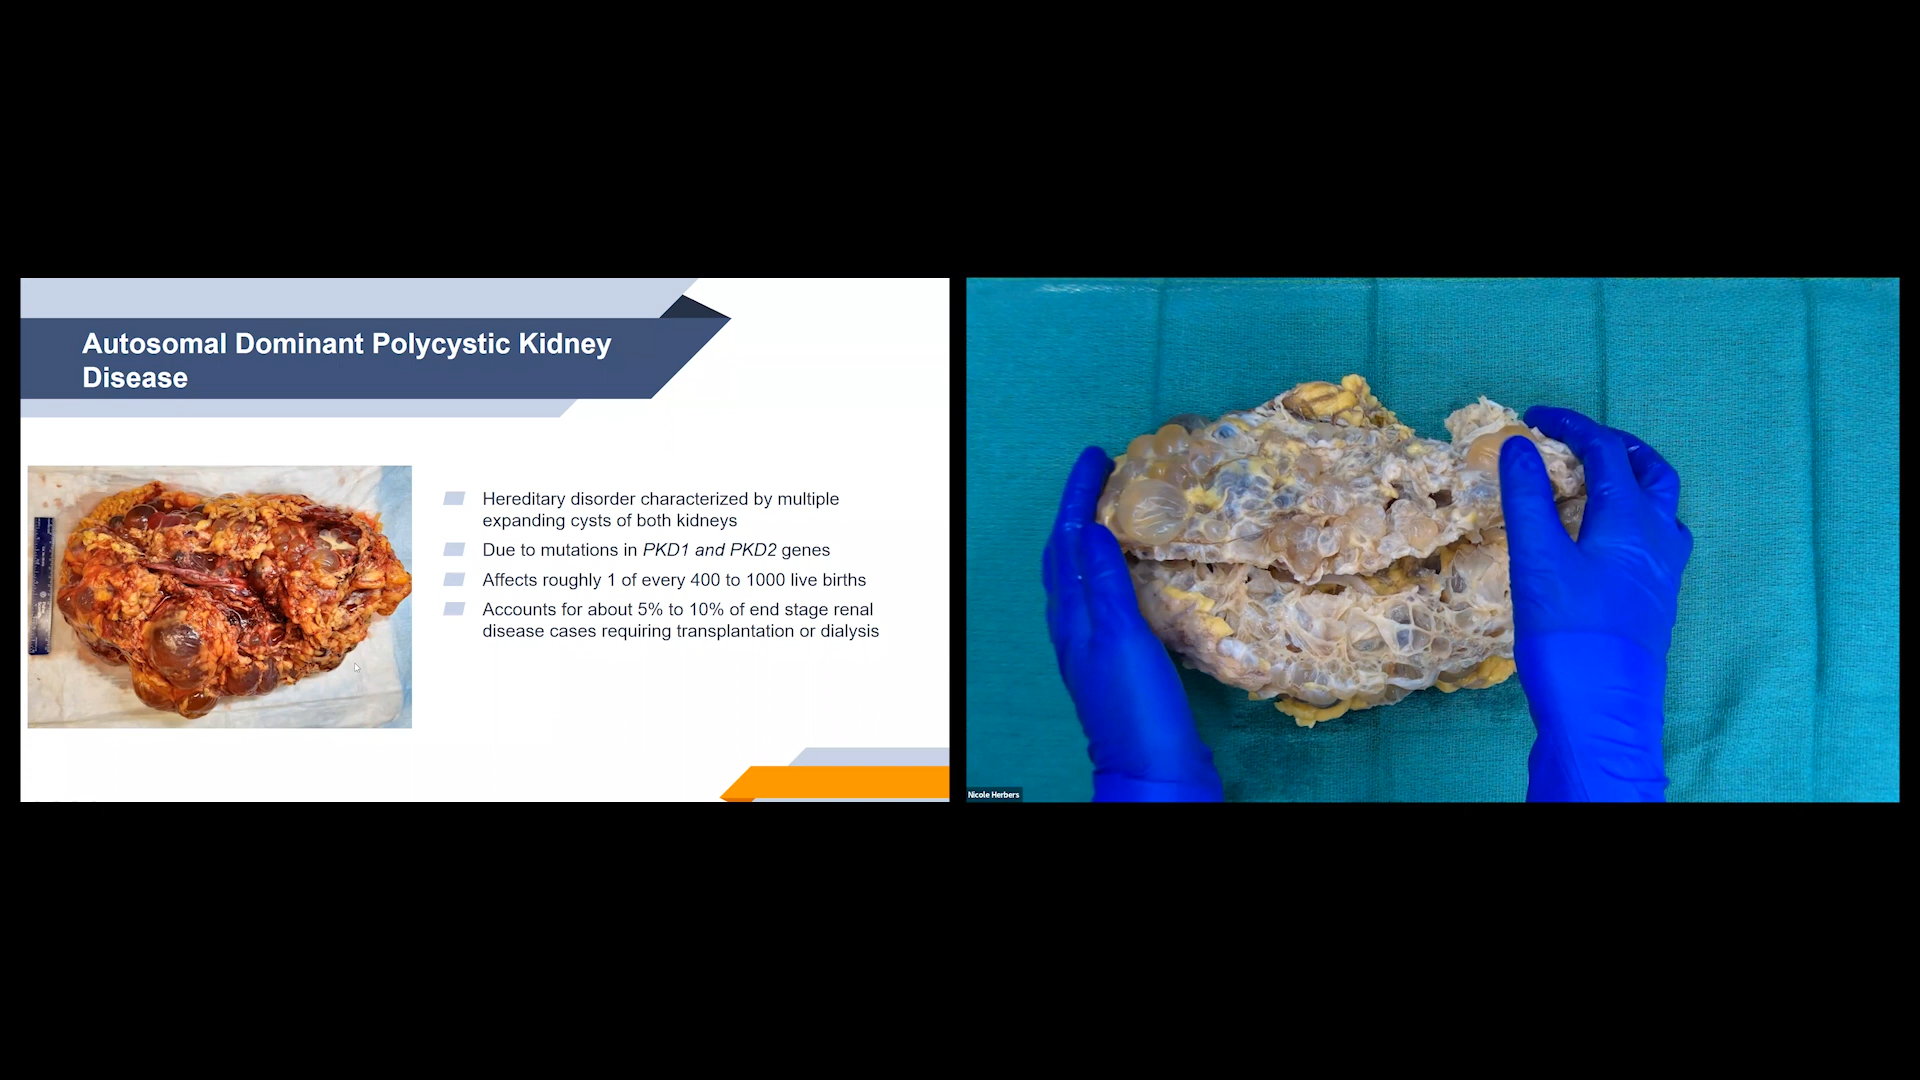 Autosomal Dominant Polycystic Kidney
Disease
Hereditary disorder characterized by multiple
expanding cysts of both kidneys
Due to mutations in PKD1 and PKD2 genes
Affects roughly 1 of every 400 to 1000 live births
Accounts for about 5% to 10% of end stage renal
disease cases requiring transplantation or dialysis
Nicole Herbers